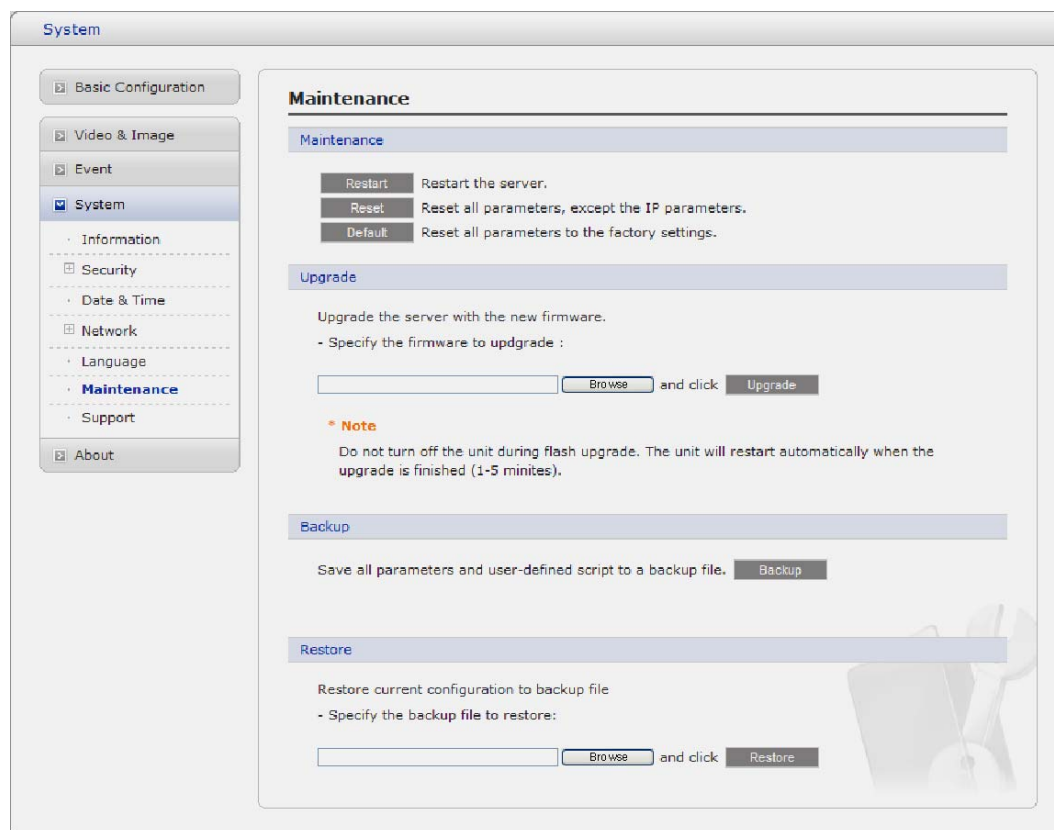 System
Basic Configuration
Video & Image
Event
System
Information
Security
Date & Time
Network
Language
Maintenance
Support
About
Maintenance
Maintenance
Restart Restart the server.
Reset Reset all parameters, except the IP parameters.
Default Reset all parameters to the factory settings.
Upgrade
Upgrade the server with the new firmware.
- Specify the firmware to updgrade :
Browse and click Upgrade
* Note
Do not turn off the unit during flash upgrade. The unit will restart automatically when the
upgrade is finished (1-5 minites).
Backup
Save all parameters and user-defined script to a backup file. Backup
Restore
Restore current configuration to backup file
- Specify the backup file to restore:
Browse and click Restore